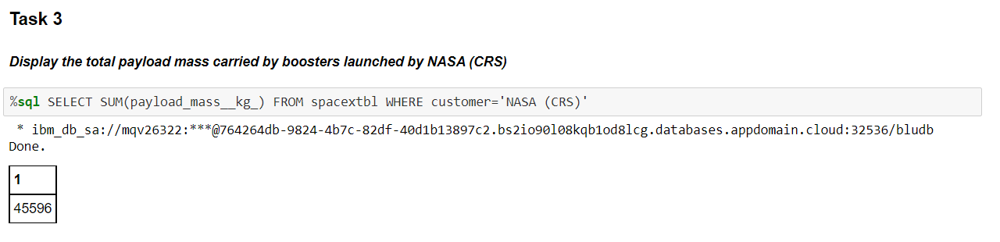 Task 3
Display the total payload mass carried by boosters launched by NASA (CRS)
%sql SELECT SUM(payload_mass__kg_) FROM spacextbl WHERE customer='NASA (CRS)'
* ibm_db_sa://mqv26322:***@764264db-9824-4b7c-82df-40d1b13897c2.bs2io90l08kqb1od8lcg.databases.appdomain.cloud:32536/bludb
Done.
1
45596